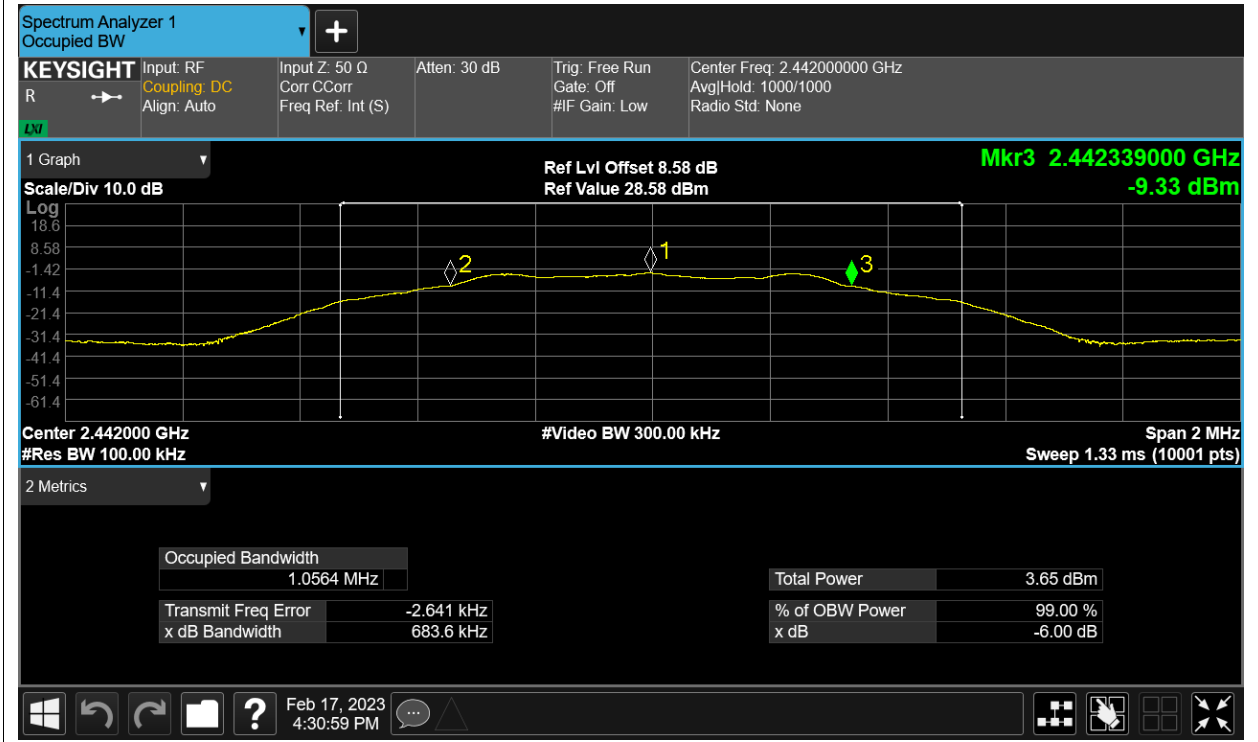 Spectrum Analyzer 1
Occupied BW
KEYSIGHT
R
LXI
Input: RF
Coupling: DC
Align: Auto
Input Z: 50 Ω
Corr CCorr
Freq Ref: Int (S)
Atten: 30 dB
Trig: Free Run
Gate: Off
#IF Gain: Low
Center Freq: 2.442000000 GHz
Avg|Hold: 1000/1000
Radio Std: None
1 Graph
Scale/Div 10.0 dB
Ref Lvl Offset 8.58 dB
Ref Value 28.58 dBm
Mkr3 2.442339000 GHz
-9.33 dBm
Log
18.6
8.58
-1.42
-11.4
-21.4
-31.4
-41.4
-51.4
-61.4
2
1
3
Center 2.442000 GHz
#Res BW 100.00 kHz
#Video BW 300.00 kHz
Span 2 MHz
Sweep 1.33 ms (10001 pts)
2 Metrics
Occupied Bandwidth
1.0564 MHz
Transmit Freq Error -2.641 kHz
x dB Bandwidth 683.6 kHz
Total Power 3.65 dBm
% of OBW Power 99.00 %
x dB -6.00 dB
?
Feb 17, 2023
4:30:59 PM